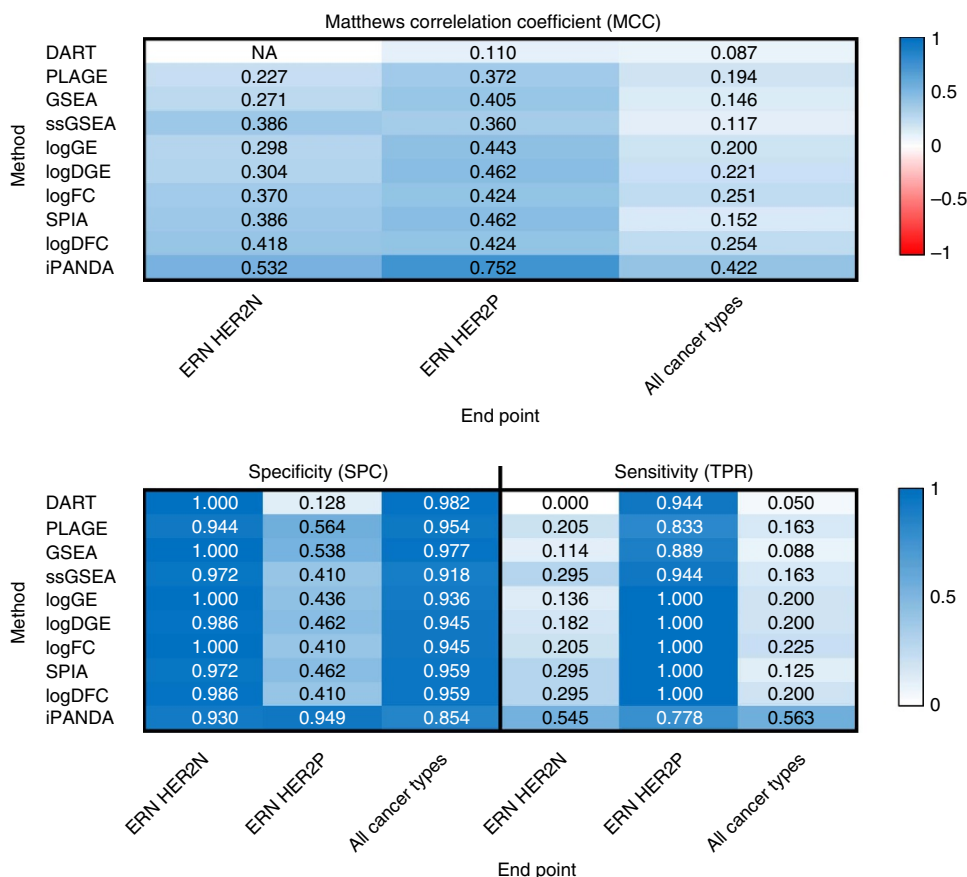 Matthews correlelation coefficient (MCC)
DART NA 0.110 0.087
PLAGE 0.227 0.372 0.194
GSEA 0.271 0.405 0.146
ssGSEA 0.386 0.360 0.117
logGE 0.298 0.443 0.200
logDGE 0.304 0.462 0.221
logFC 0.370 0.424 0.251
SPIA 0.386 0.462 0.152
logDFC 0.418 0.424 0.254
iPANDA 0.532 0.752 0.422
Method
1
0.5
0
−0.5
−1
ERN HER2N
ERN HER2P
All cancer types
End point
Specificity (SPC) Sensitivity (TPR)
DART 1.000 0.128 0.982 0.000 0.944 0.050
PLAGE 0.944 0.564 0.954 0.205 0.833 0.163
GSEA 1.000 0.538 0.977 0.114 0.889 0.088
ssGSEA 0.972 0.410 0.918 0.295 0.944 0.163
logGE 1.000 0.436 0.936 0.136 1.000 0.200
logDGE 0.986 0.462 0.945 0.182 1.000 0.200
logFC 1.000 0.410 0.945 0.205 1.000 0.225
SPIA 0.972 0.462 0.959 0.295 1.000 0.125
logDFC 0.986 0.410 0.959 0.295 1.000 0.200
iPANDA 0.930 0.949 0.854 0.545 0.778 0.563
Method
1
0.5
0
ERN HER2N
ERN HER2P
All cancer types
ERN HER2N
ERN HER2P
All cancer types
End point